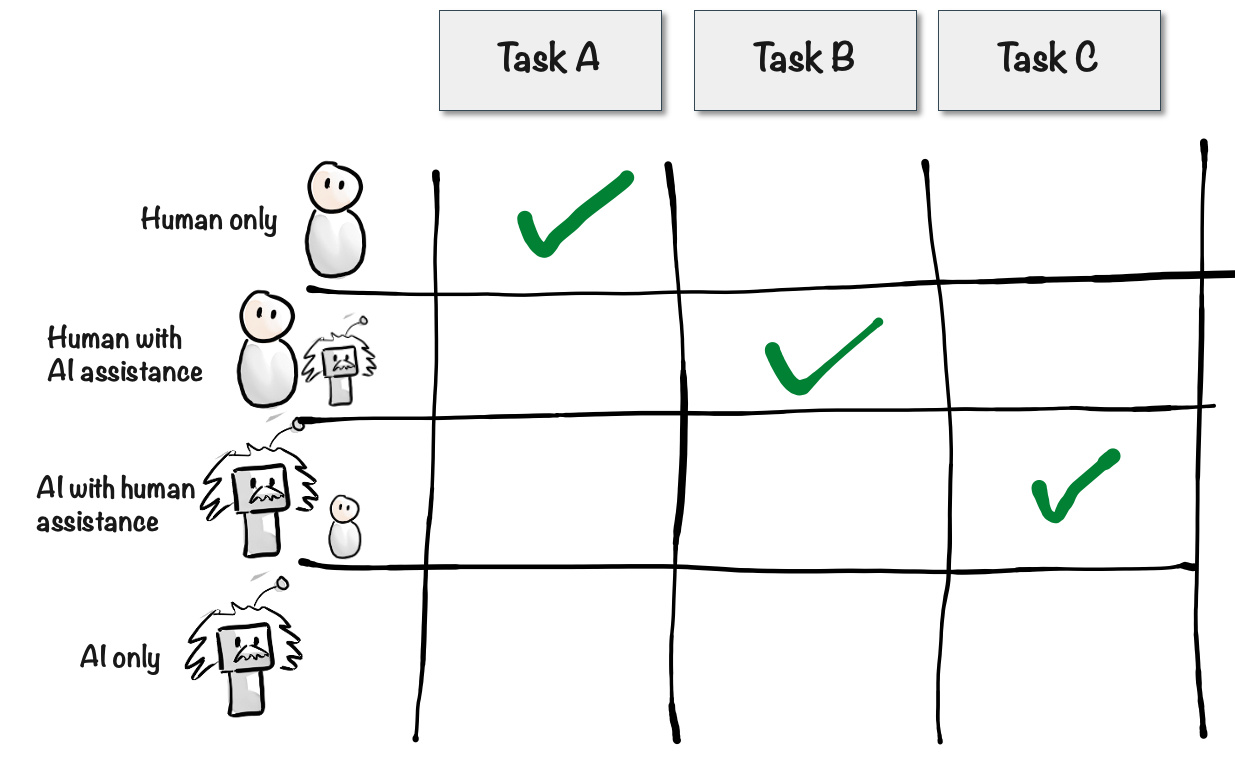 Task A
Task B
Task C
Human only
Human with
AI assistance
AI with human
assistance
AI only